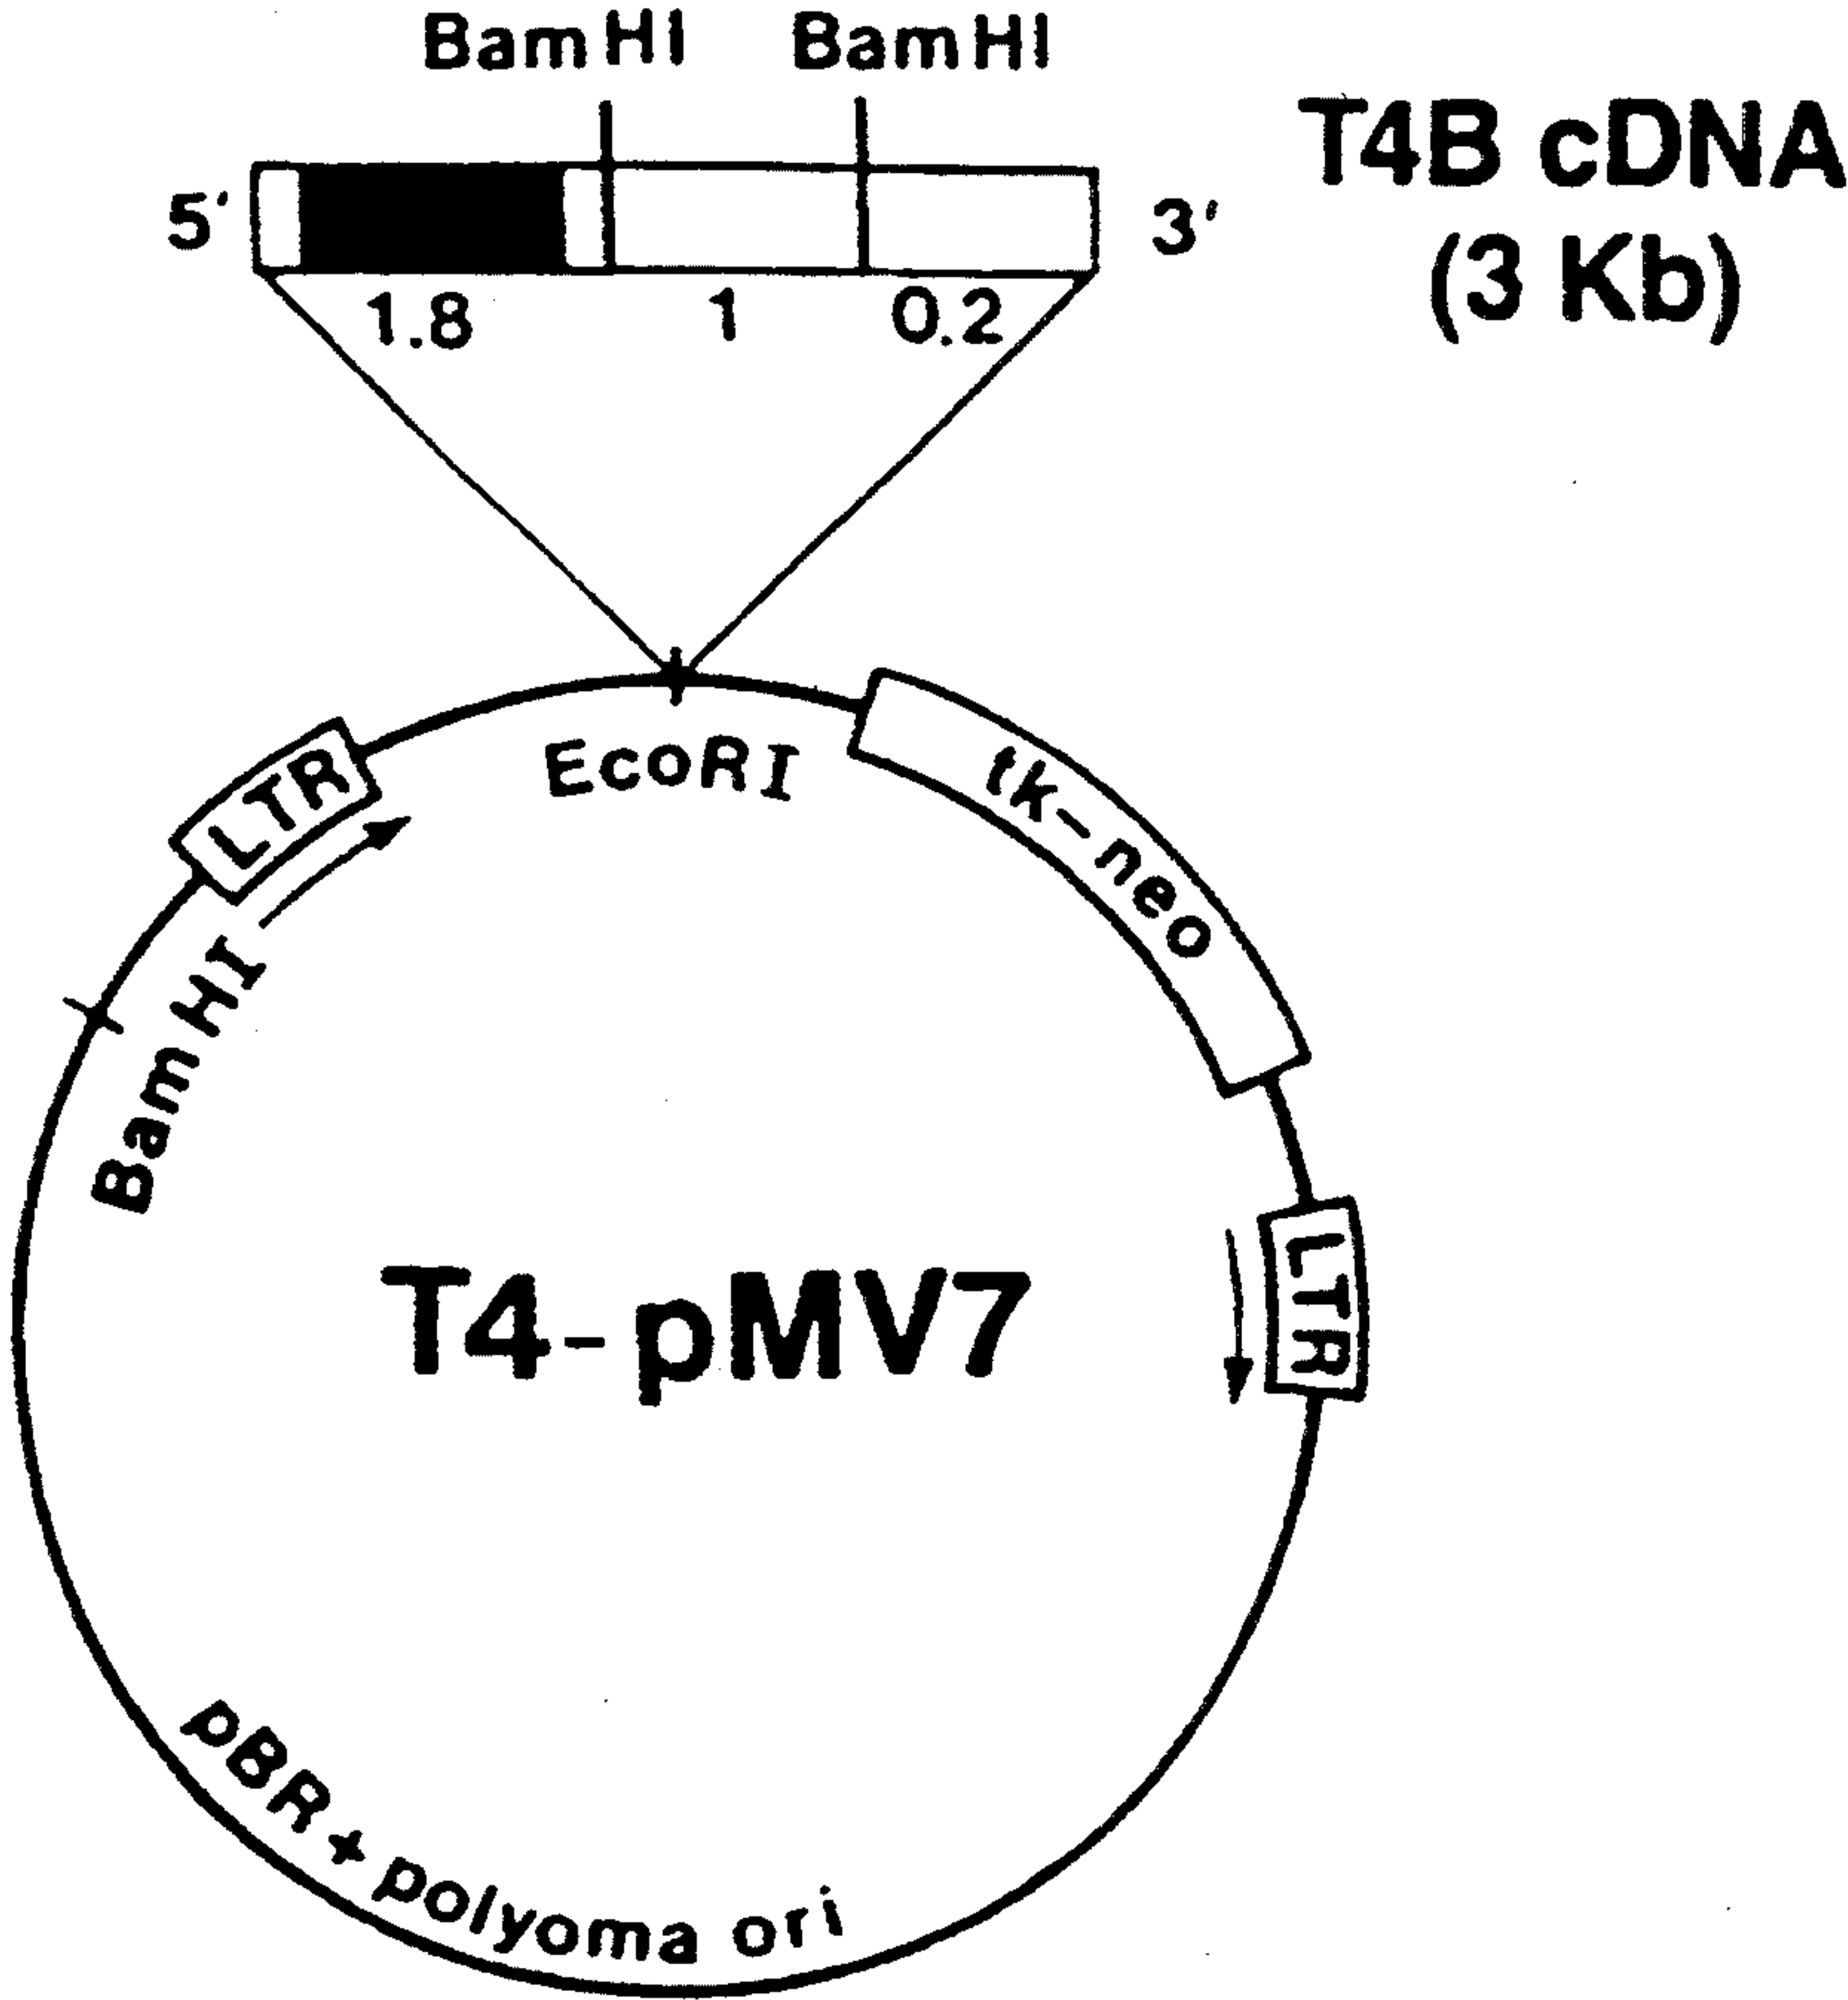 BamHI BamHI
T4B cDNA
(3 Kb)
5' 3'
1.8 1 0.2
EcoRI
LTR
tk-neo
BamHI
LTR
T4-pMV7
pBR+polyoma ori